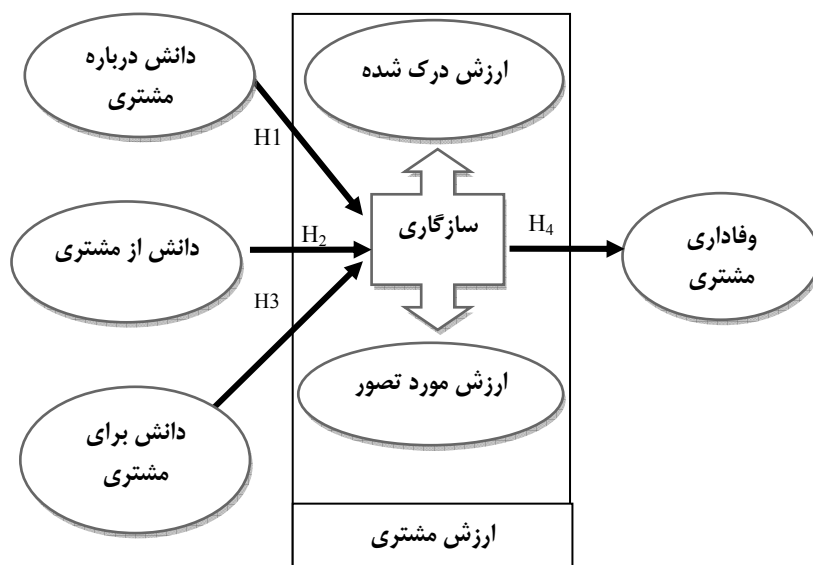 دانش درباره
مشتری
ارزش درک شده
H1
دانش از مشتری
H2
سازگاری
H4
وفاداری
مشتری
H3
ارزش مورد تصور
دانش برای
مشتری
ارزش مشتری